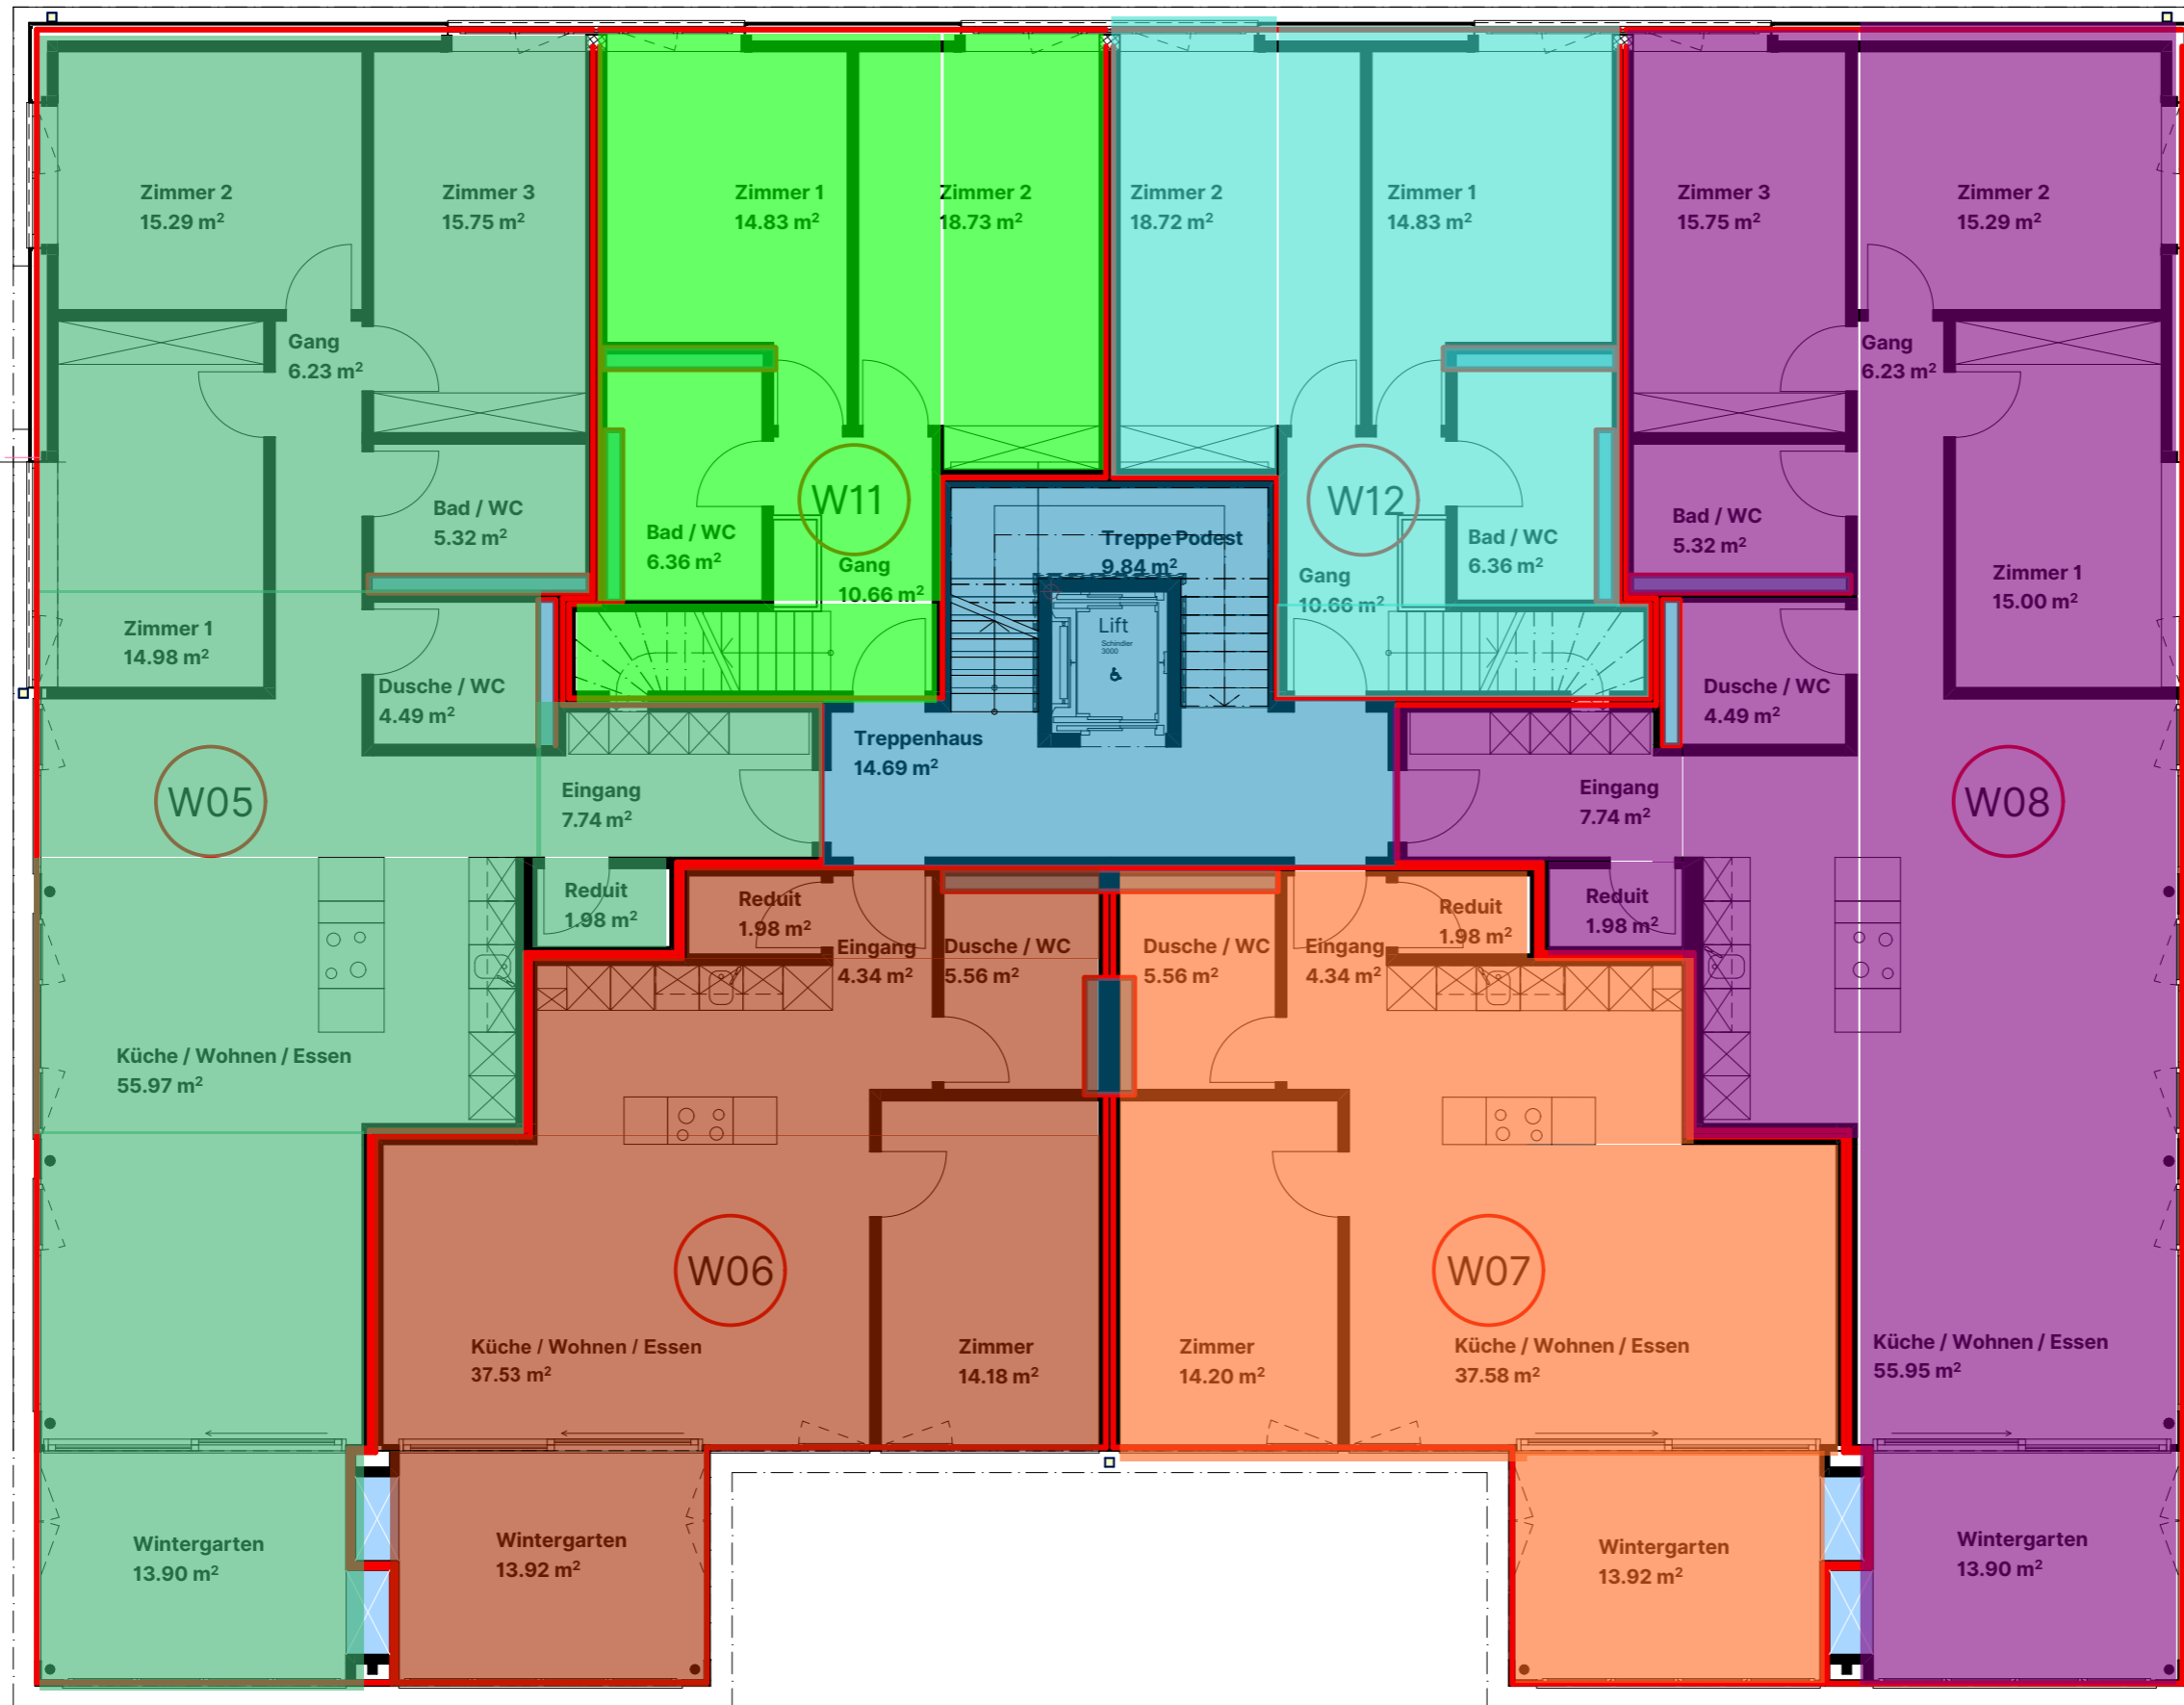 Zimmer 2
15.29 m²
Zimmer 3
15.75 m²
Zimmer 1
14.83 m²
Zimmer 2
18.73 m²
Zimmer 2
18.72 m²
Zimmer 1
14.83 m²
Zimmer 3
15.75 m²
Zimmer 2
15.29 m²
Gang
6.23 m²
Gang
6.23 m²
W11
W12
Bad / WC
5.32 m²
Bad / WC
6.36 m²
Gang
10.66 m²
Treppe Podest
9.84 m²
Gang
10.66 m²
Bad / WC
6.36 m²
Bad / WC
5.32 m²
Zimmer 1
15.00 m²
Zimmer 1
14.98 m²
Lift
Schindler
3000
Dusche / WC
4.49 m²
Dusche / WC
4.49 m²
Treppenhaus
14.69 m²
W05
Eingang
7.74 m²
Eingang
7.74 m²
W08
Reduit
1.98 m²
Reduit
1.98 m²
Eingang
4.34 m²
Dusche / WC
5.56 m²
Dusche / WC
5.56 m²
Eingang
4.34 m²
Reduit
1.98 m²
Reduit
1.98 m²
Küche / Wohnen / Essen
55.97 m²
W06
W07
Küche / Wohnen / Essen
37.53 m²
Zimmer
14.18 m²
Zimmer
14.20 m²
Küche / Wohnen / Essen
37.58 m²
Küche / Wohnen / Essen
55.95 m²
Wintergarten
13.90 m²
Wintergarten
13.92 m²
Wintergarten
13.92 m²
Wintergarten
13.90 m²